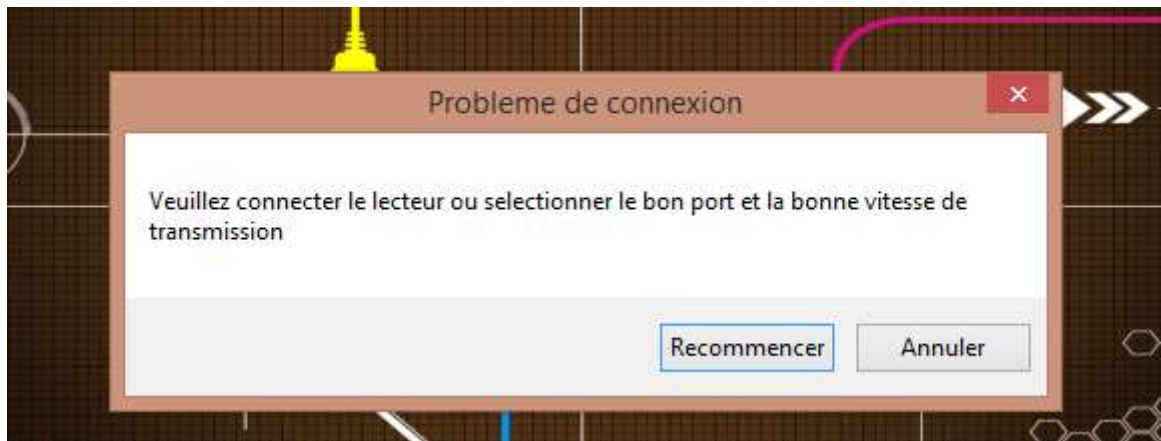 Probleme de connexion
Veuillez connecter le lecteur ou selectionner le bon port et la bonne vitesse de
transmission
Recommencer
Annuler